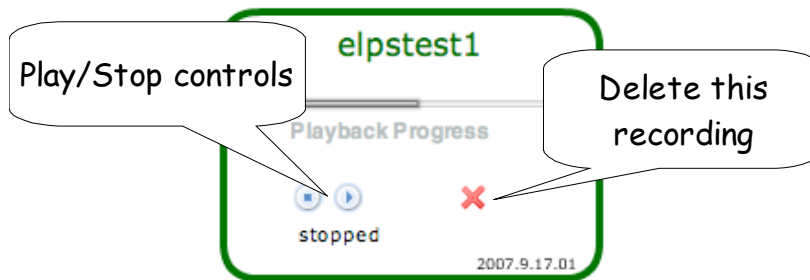 elpstest1
Play/Stop controls
Delete this
recording
Playback Progress
stopped
2007.9.17.01